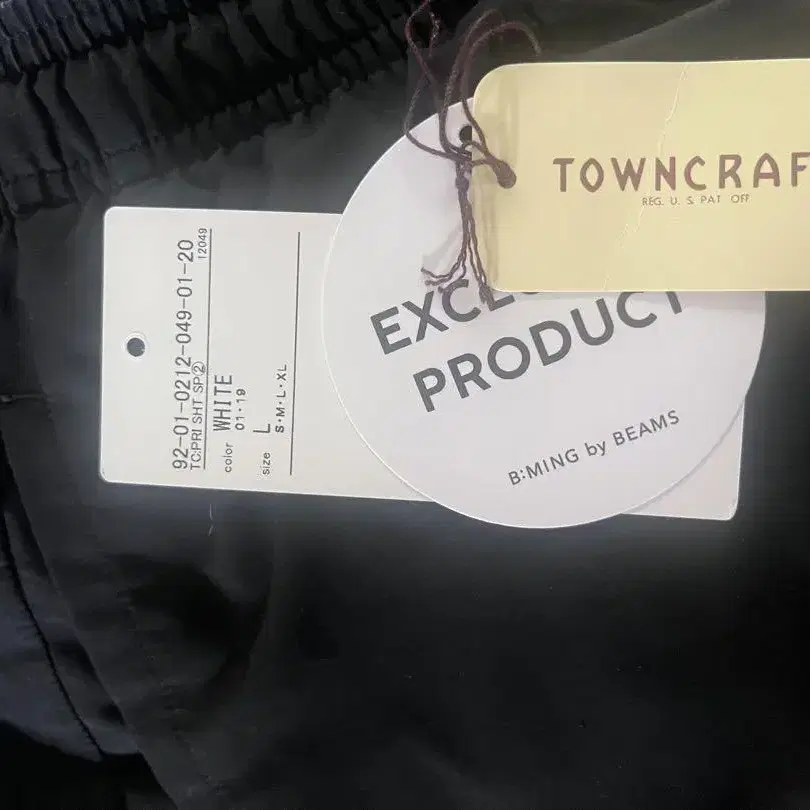 TOWNCRAF
REG. U. S. PAT OFF
EXCL
PRODUCT
B:MING by BEAMS
92-01-0212-049-01-20
12049
TC:PRI SHT SP②
color WHITE
01・19
size L
S・M・L・XL